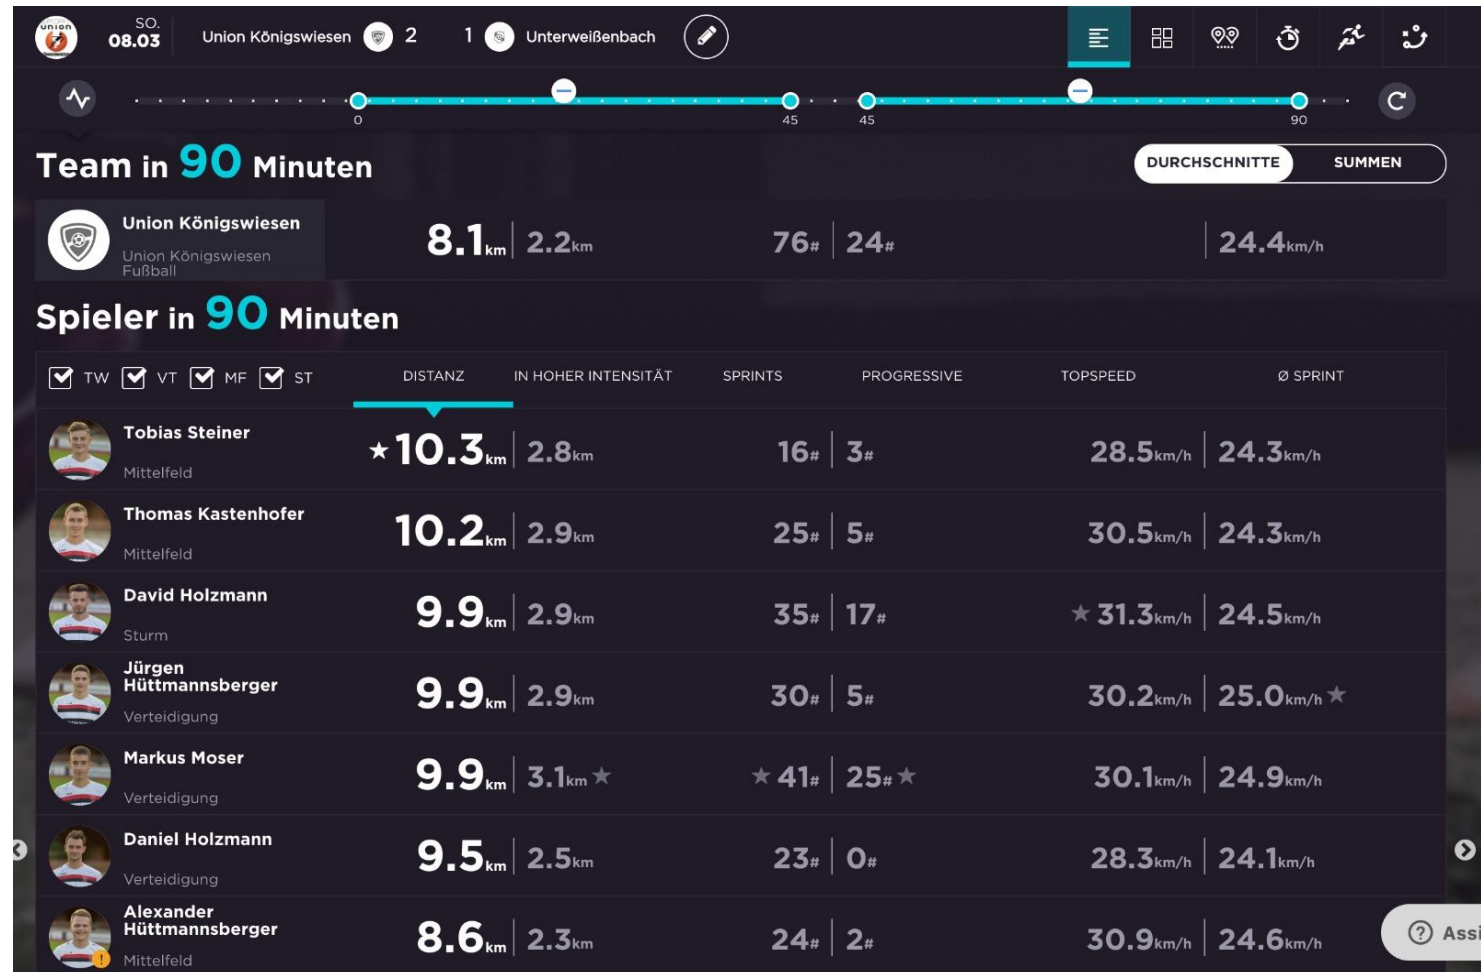 union
SO.
08.03
Union Königswiesen 2 1 Unterweißenbach
0 45 45 90
Team in 90 Minuten
DURCHSCHNITTE SUMMEN
Union Königswiesen
Union Königswiesen
Fußball
8.1km 2.2km 76# 24# 24.4km/h
Spieler in 90 Minuten
TW VT MF ST DISTANZ IN HOHER INTENSITÄT SPRINTS PROGRESSIVE TOPSPEED Ø SPRINT
Tobias Steiner
Mittelfeld
10.3km 2.8km 16# 3# 28.5km/h 24.3km/h
Thomas Kastenhofer
Mittelfeld
10.2km 2.9km 25# 5# 30.5km/h 24.3km/h
David Holzmann
Sturm
9.9km 2.9km 35# 17# 31.3km/h 24.5km/h
Jürgen
Hüttmannsberger
Verteidigung
9.9km 2.9km 30# 5# 30.2km/h 25.0km/h
Markus Moser
Verteidigung
9.9km 3.1km 41# 25# 30.1km/h 24.9km/h
Daniel Holzmann
Verteidigung
9.5km 2.5km 23# 0# 28.3km/h 24.1km/h
Alexander
Hüttmannsberger
Mittelfeld
8.6km 2.3km 24# 2# 30.9km/h 24.6km/h
? Assi